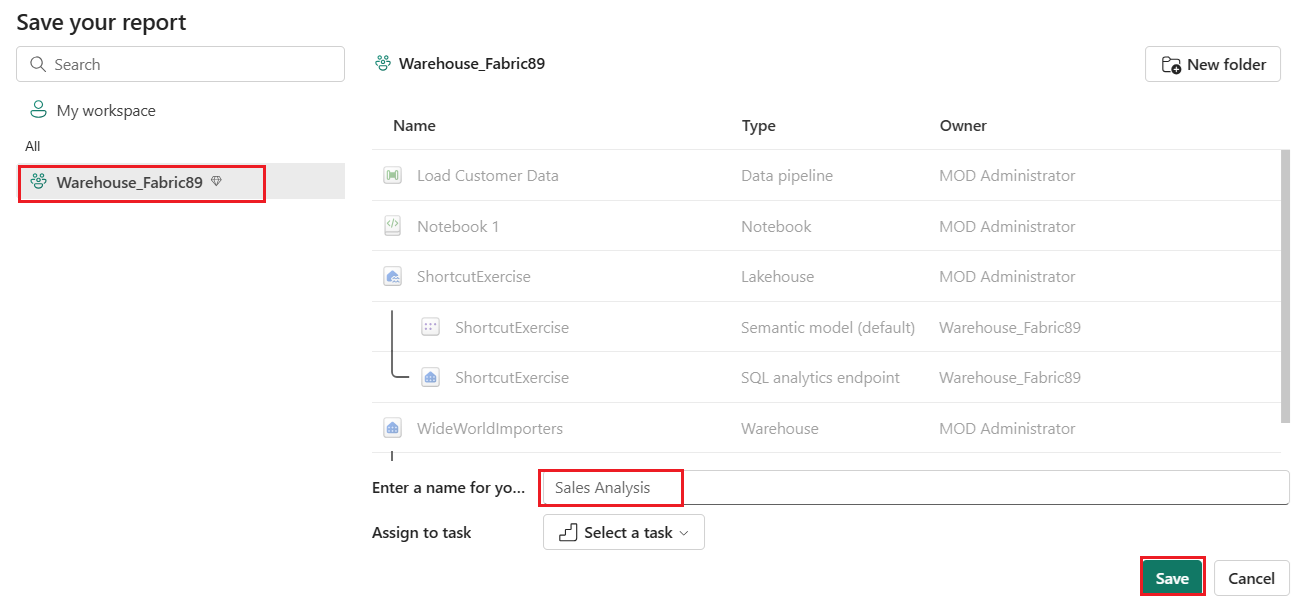 Save your report
Search
My workspace
All
Warehouse_Fabric89
Warehouse_Fabric89
New folder
Name Type Owner
Load Customer Data Data pipeline MOD Administrator
Notebook 1 Notebook MOD Administrator
ShortcutExercise Lakehouse MOD Administrator
ShortcutExercise Semantic model (default) Warehouse_Fabric89
ShortcutExercise SQL analytics endpoint Warehouse_Fabric89
WideWorldImporters Warehouse MOD Administrator
Enter a name for yo... Sales Analysis
Assign to task Select a task
Save Cancel